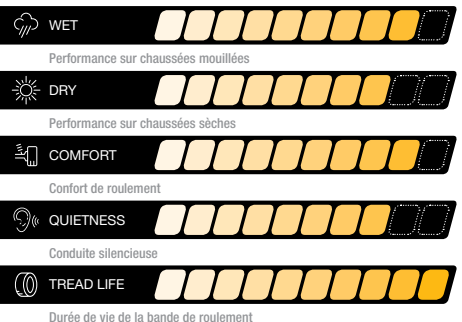 WET
Performance sur chaussées mouillées
DRY
Performance sur chaussées sèches
COMFORT
Confort de roulement
QUIETNESS
Conduite silencieuse
TREAD LIFE
Durée de vie de la bande de roulement